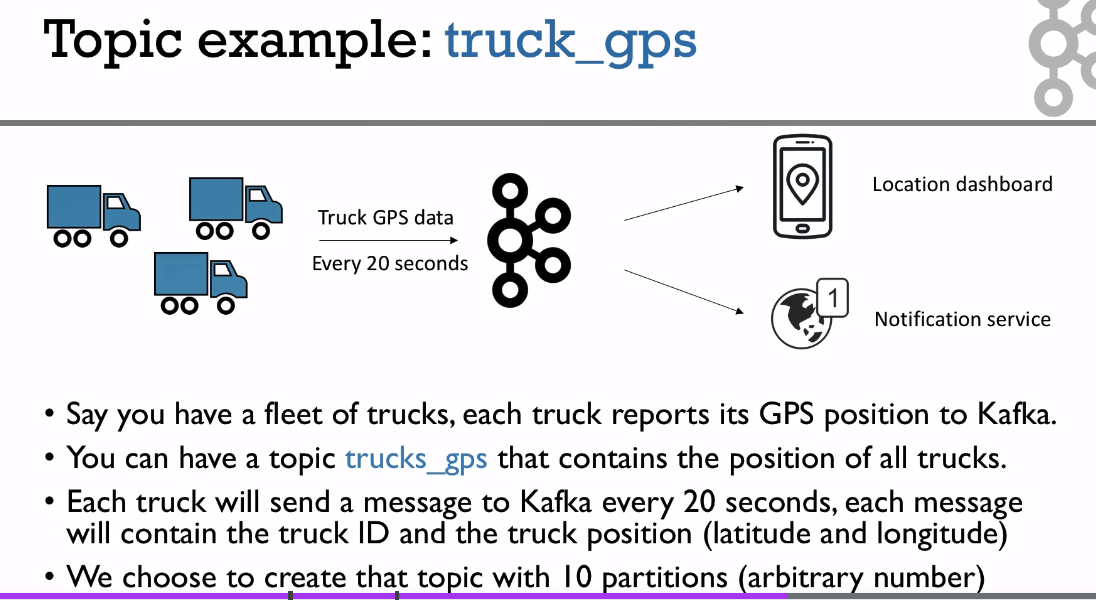 Topic example: truck_gps
Truck GPS data
Every 20 seconds
Location dashboard
1
Notification service
• Say you have a fleet of trucks, each truck reports its GPS position to Kafka.
• You can have a topic trucks_gps that contains the position of all trucks.
• Each truck will send a message to Kafka every 20 seconds, each message
will contain the truck ID and the truck position (latitude and longitude)
• We choose to create that topic with 10 partitions (arbitrary number)